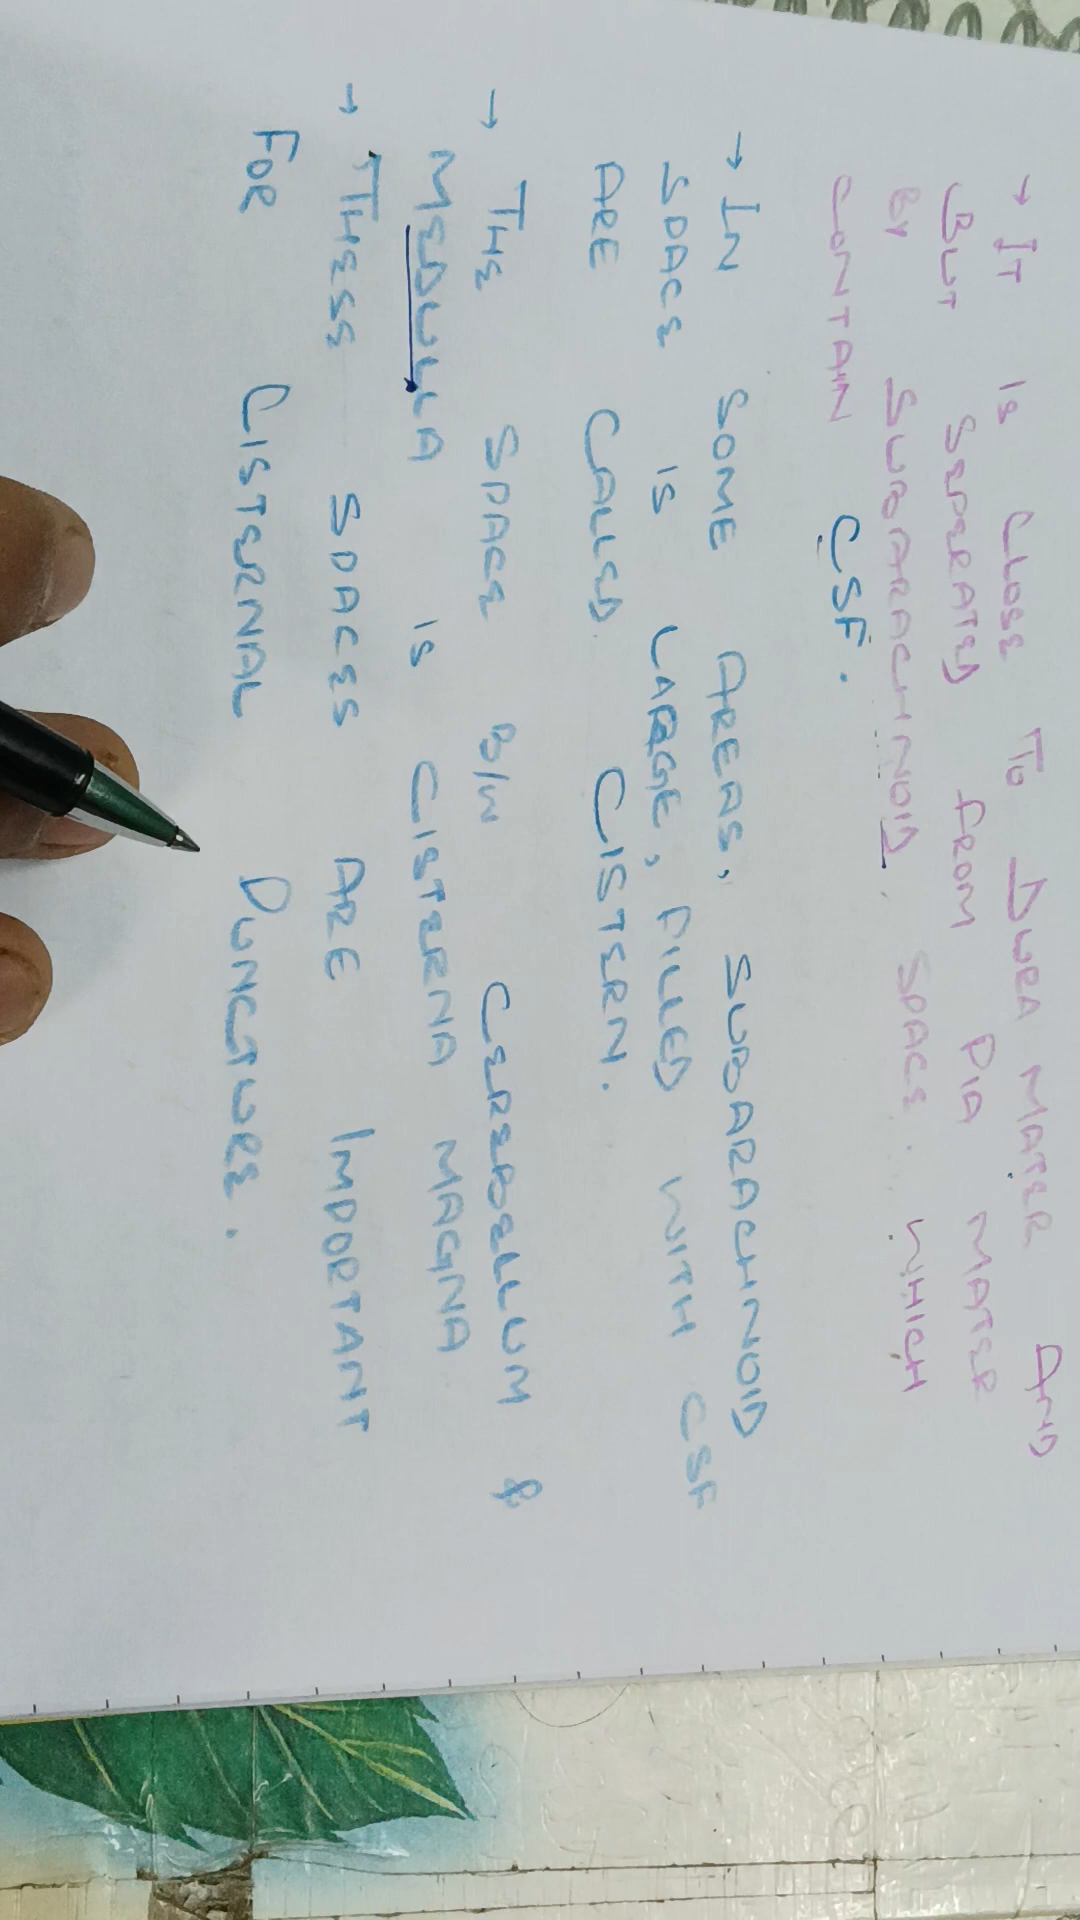 → IT IS CLOSE TO DURA MATER AND
BUT SEPERATED FROM PIA MATER
BY SUBARACHNOID SPACE. WHICH
CONTAIN CSF.
→ IN SOME AREAS, SUBARACHNOID
SPACE IS LARGE, FILLED WITH CSF
ARE CALLED CISTERN.
→ THE SPACE B/W CEREBELLUM &
MEDULLA IS CISTERNA MAGNA
→ THESE SPACES ARE IMPORTANT
FOR CISTERNAL PUNCTURE.